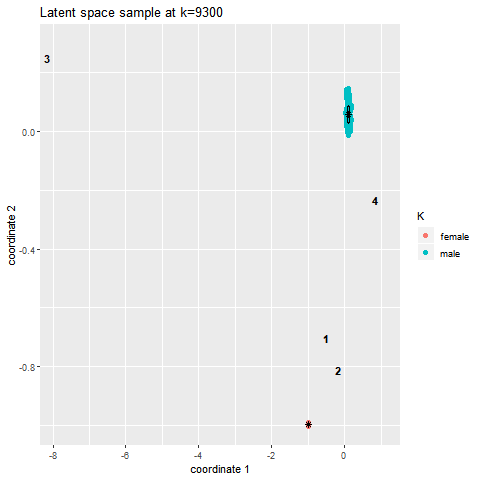 Latent space sample at k=9300
3
0.0
4
-0.4
1
2
-0.8
-8
-6
-4
-2
0
coordinate 1
coordinate 2
K
female
male